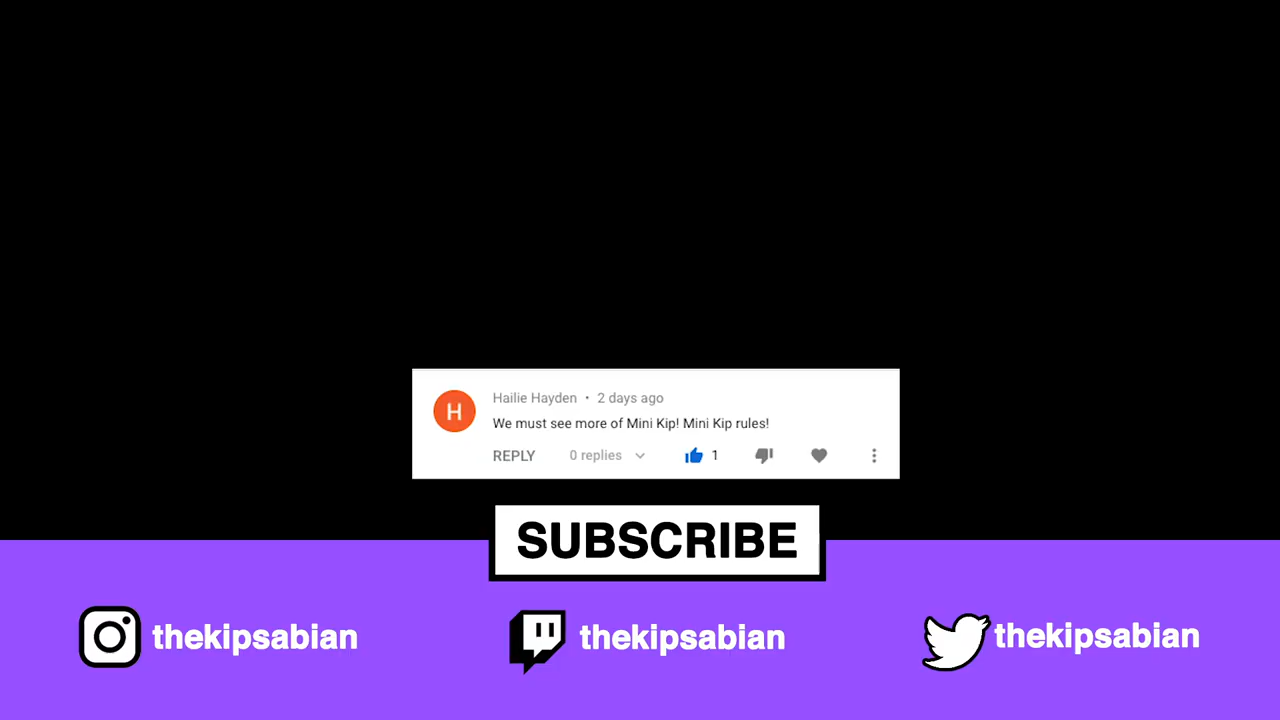 H
Hailie Hayden • 2 days ago
We must see more of Mini Kip! Mini Kip rules!
REPLY 0 replies 1
SUBSCRIBE
thekipsabian thekipsabian thekipsabian